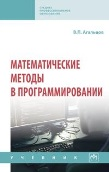 В.П. Агальцов
МАТЕМАТИЧЕСКИЕ
МЕТОДЫ
В ПРОГРАММИРОВАНИИ
УЧЕБНИК